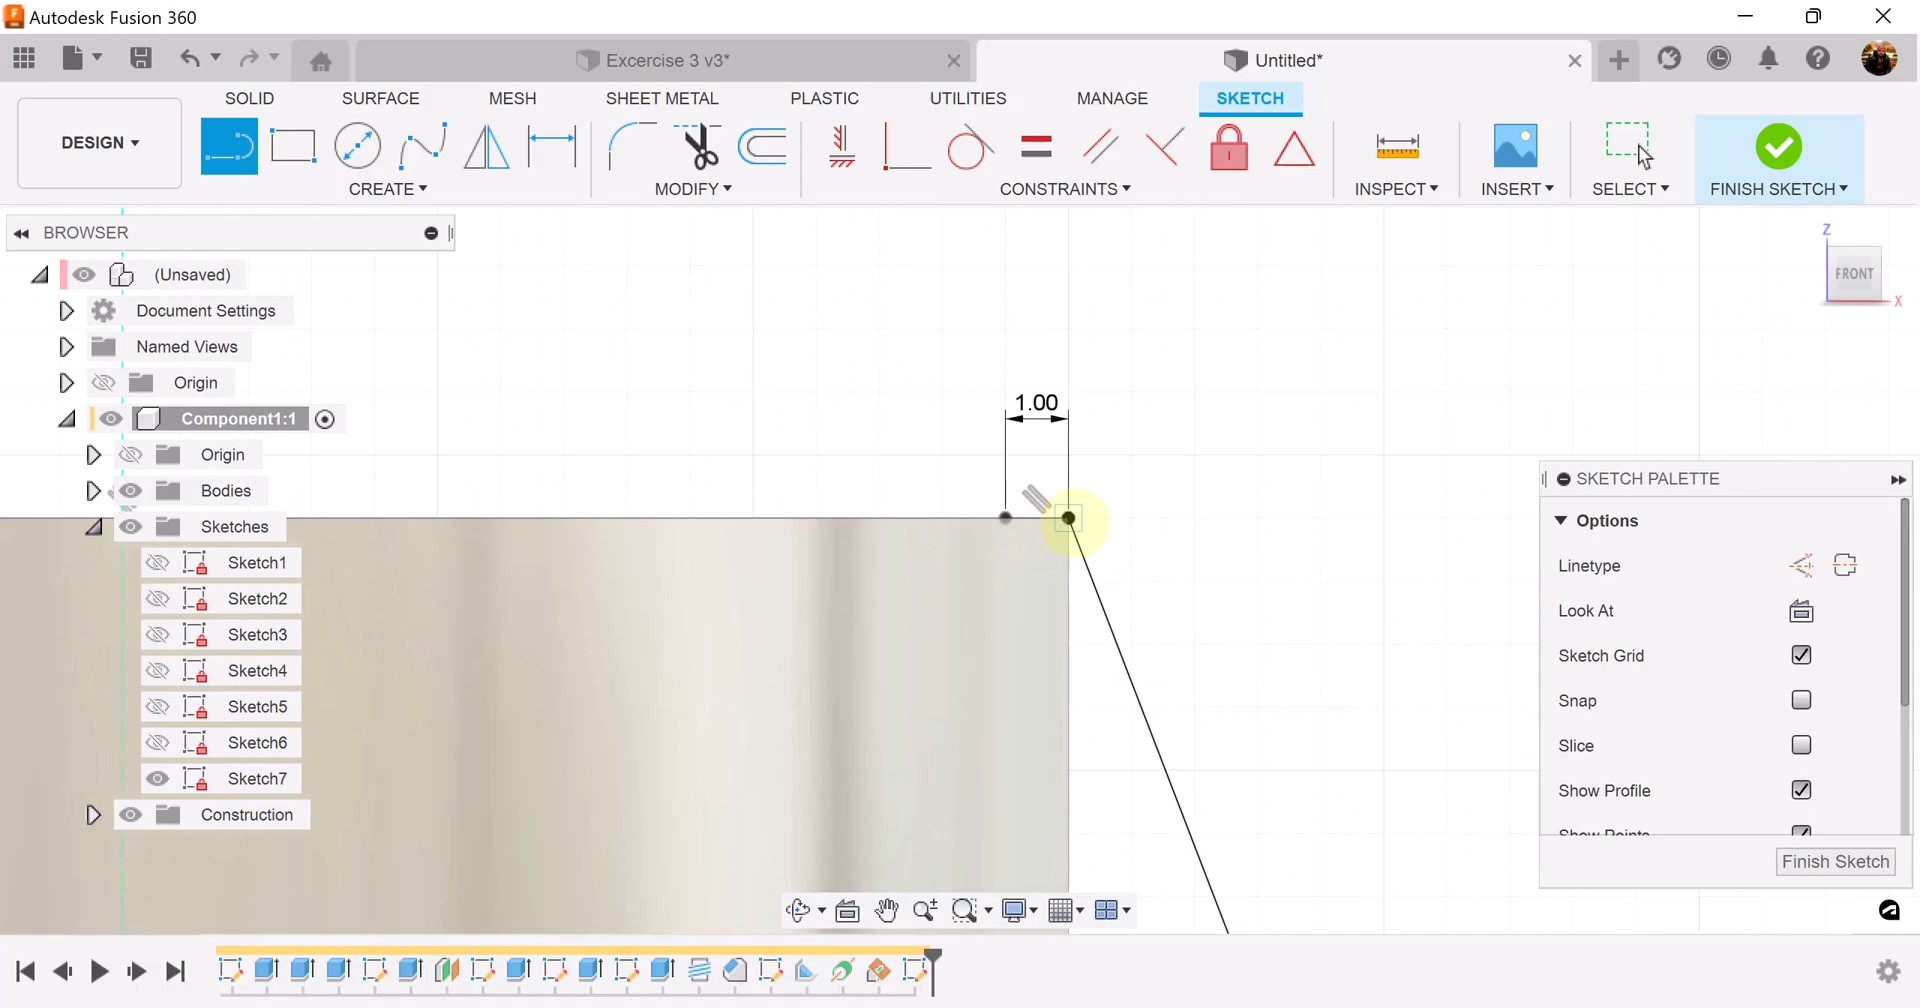 Autodesk Fusion 360
Excercise 3 v3*
Untitled*
DESIGN
SOLID
SURFACE
MESH
SHEET METAL
PLASTIC
UTILITIES
MANAGE
SKETCH
CREATE
MODIFY
CONSTRAINTS
INSPECT
INSERT
SELECT
FINISH SKETCH
BROWSER
(Unsaved)
Document Settings
Named Views
Origin
Component1:1
Origin
Bodies
Sketches
Sketch1
Sketch2
Sketch3
Sketch4
Sketch5
Sketch6
Sketch7
Construction
1.00
Z
FRONT
X
SKETCH PALETTE
Options
Linetype
Look At
Sketch Grid
Snap
Slice
Show Profile
Show Points
Finish Sketch